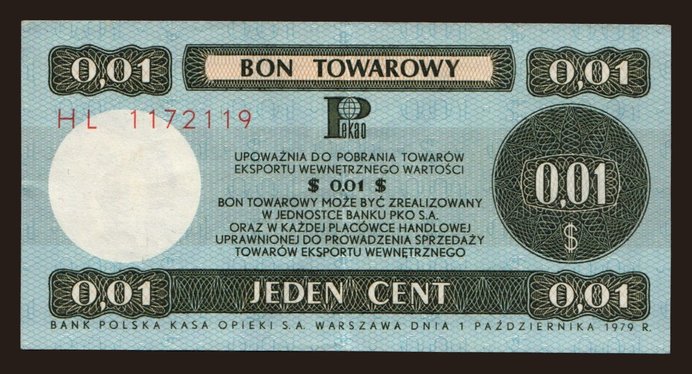 0,01 BON TOWAROWY 0,01
HL 1172119
Pekao
UPOWAŻNIA DO POBRANIA TOWARÓW
EKSPORTU WEWNĘTRZNEGO WARTOŚCI
$ 0.01 $
BON TOWAROWY MOŻE BYĆ ZREALIZOWANY
W JEDNOSTCE BANKU PKO S.A.
ORAZ W KAŻDEJ PLACÓWCE HANDLOWEJ
UPRAWNIONEJ DO PROWADZENIA SPRZEDAŻY
TOWARÓW EKSPORTU WEWNĘTRZNEGO
0,01
$
0,01 JEDEN CENT 0,01
BANK POLSKA KASA OPIEKI S.A. WARSZAWA DNIA 1 PAŹDZIERNIKA 1979 R.